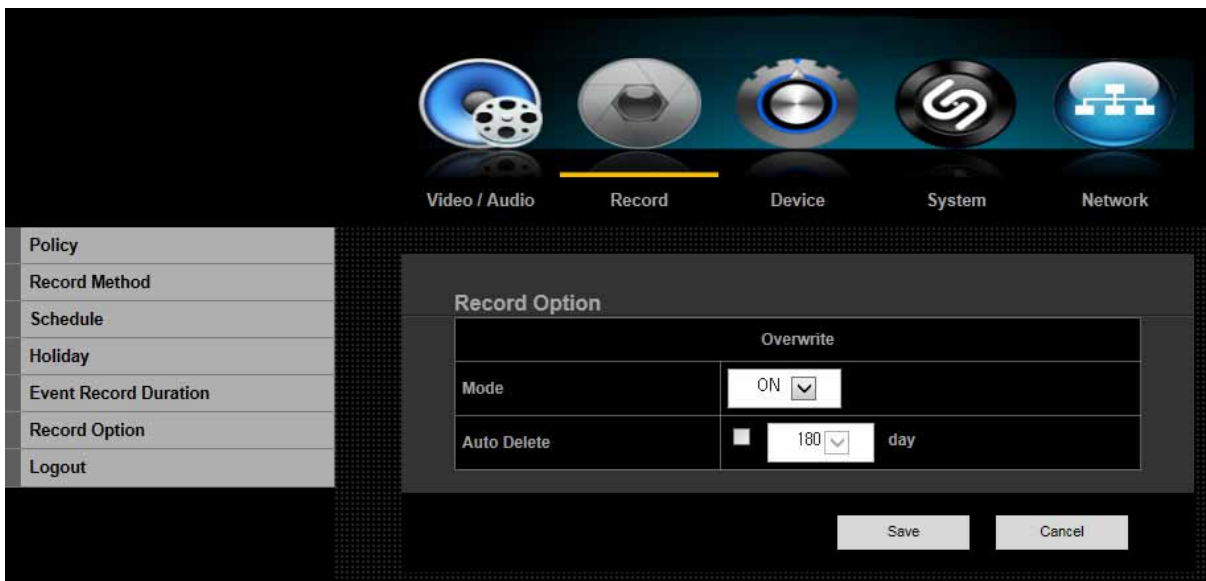 Video / Audio Record Device System Network
Policy
Record Method
Schedule
Holiday
Event Record Duration
Record Option
Logout
Record Option
Overwrite
Mode ON
Auto Delete 180 day
Save Cancel